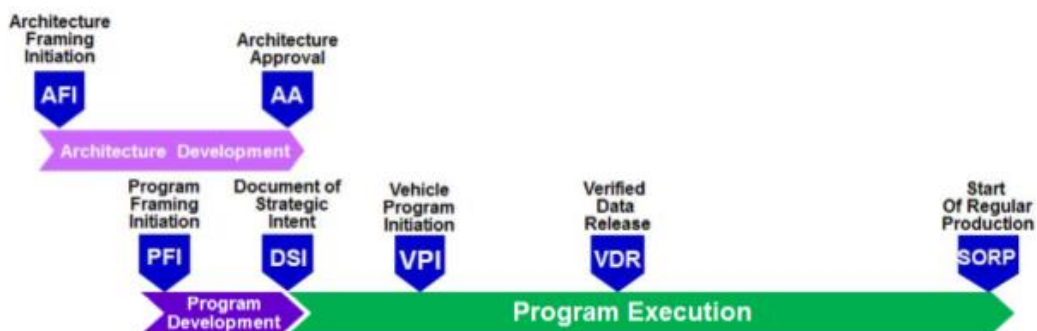 Architecture
Framing
Initiation
Architecture
Approval
AFI
AA
Architecture Development
Program
Framing
Initiation
Document of
Strategic
Intent
Vehicle
Program
Initiation
Verified
Data
Release
Start
Of Regular
Production
PFI
DSI
VPI
VDR
SORP
Program
Development
Program Execution